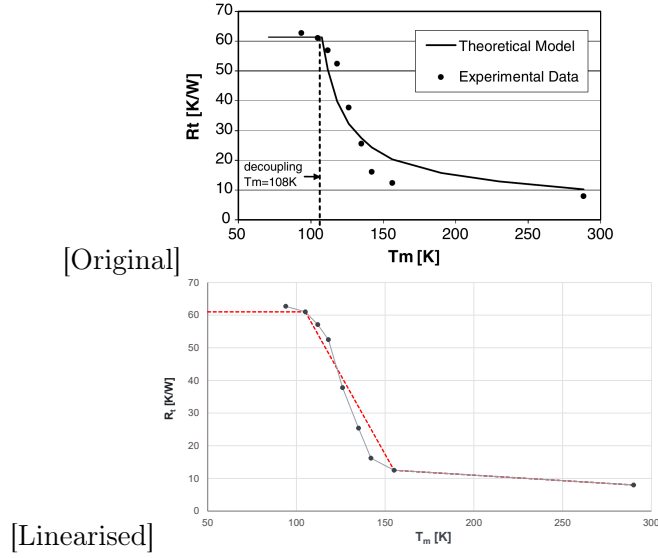 70
60
50
40
30
20
10
0
Rt [K/W]
Theoretical Model
Experimental Data
decoupling
Tm=108K
50 100 150 200 250 300
Tm [K]
[Original]
70
60
50
40
30
20
10
0
Rt [K/W]
50 100 150 200 250 300
Tm [K]
[Linearised]